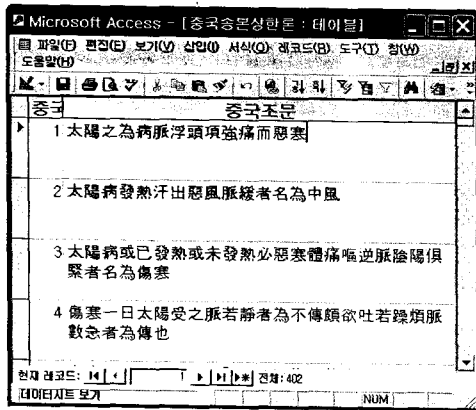 Microsoft Access - [중국송본상한론 : 테이블]
파일(F) 편집(E) 보기(V) 삽입(I) 서식(O) 레코드(R) 도구(T) 창(W)
도움말(H)
중국 중국조문
1 太陽之為病脈浮頭項強痛而惡寒
2 太陽病發熱汗出惡風脈緩者名為中風
3 太陽病或已發熱或未發熱必惡寒體痛嘔逆脈陰陽俱
緊者名為傷寒
4 傷寒一日太陽受之脈若靜者為不傳頗欲吐若躁煩脈
數急者為傳也
현재 레코드: 1 전체: 402
데이터시트 보기 NUM